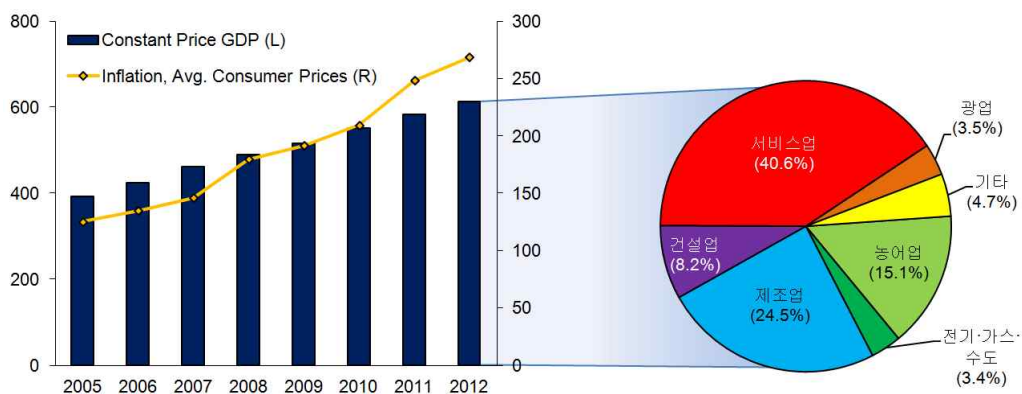 800
600
400
200
0
Constant Price GDP (L)
Inflation, Avg. Consumer Prices (R)
300
250
200
150
100
50
0
2005 2006 2007 2008 2009 2010 2011 2012
서비스업
(40.6%)
광업
(3.5%)
기타
(4.7%)
농어업
(15.1%)
전기·가스·
수도
(3.4%)
제조업
(24.5%)
건설업
(8.2%)